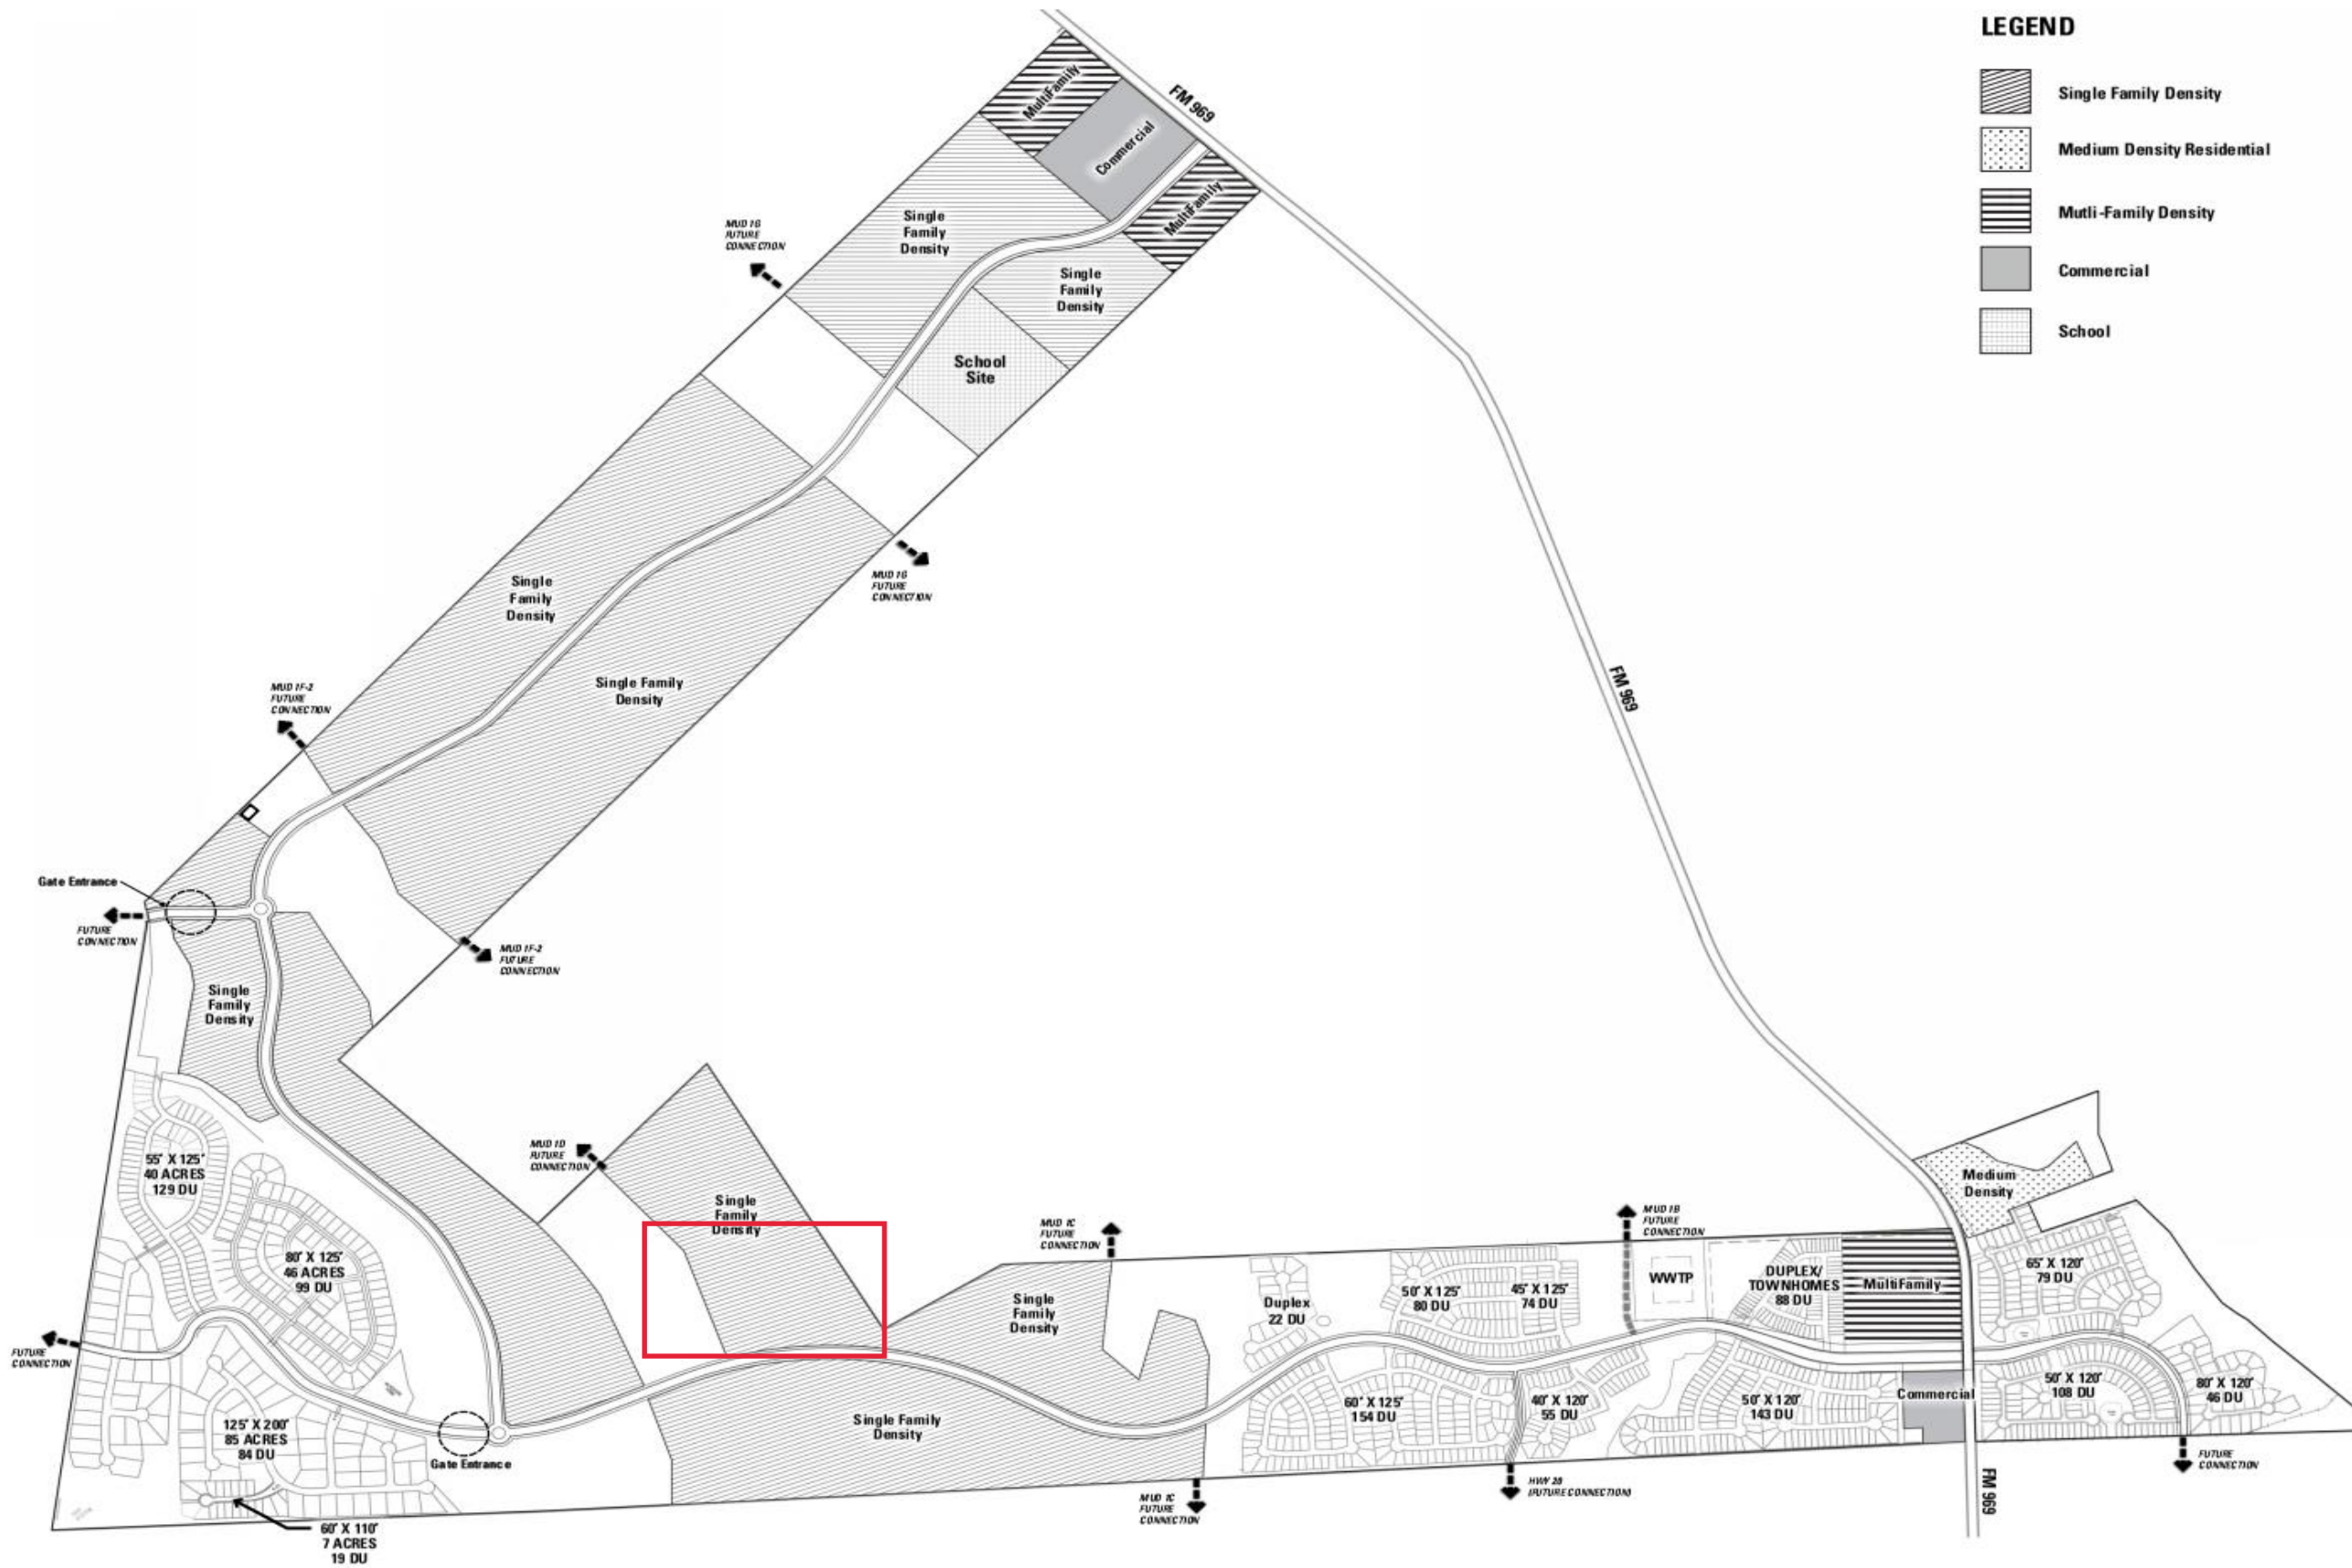 LEGEND
Single Family Density
Medium Density Residential
Mutli-Family Density
Commercial
School
FM 969
MultiFamily
Commercial
MultiFamily
Single
Family
Density
MUD 1G
FUTURE
CONNECTION
Single
Family
Density
School
Site
MUD 1G
FUTURE
CONNECTION
Single
Family
Density
Single Family
Density
FM 969
MUD 1F-2
FUTURE
CONNECTION
Gate Entrance
FUTURE
CONNECTION
MUD 1F-2
FUTURE
CONNECTION
Single
Family
Density
MUD 1D
FUTURE
CONNECTION
55' X 125'
40 ACRES
129 DU
Single
Family
Density
80' X 125'
46 ACRES
99 DU
MUD 1C
FUTURE
CONNECTION
MUD 1B
FUTURE
CONNECTION
Medium
Density
Single
Family
Density
Duplex
22 DU
50' X 125'
80 DU
45' X 125'
74 DU
WWTP
DUPLEX/
TOWNHOMES
88 DU
MultiFamily
65' X 120'
79 DU
FUTURE
CONNECTION
125' X 200'
85 ACRES
84 DU
Gate Entrance
Single Family
Density
60' X 125'
154 DU
40' X 120'
55 DU
50' X 120'
143 DU
Commercial
50' X 120'
108 DU
80' X 120'
46 DU
FUTURE
CONNECTION
MUD 1C
FUTURE
CONNECTION
HWY 20
(FUTURE CONNECTION)
FM 969
60' X 110'
7 ACRES
19 DU